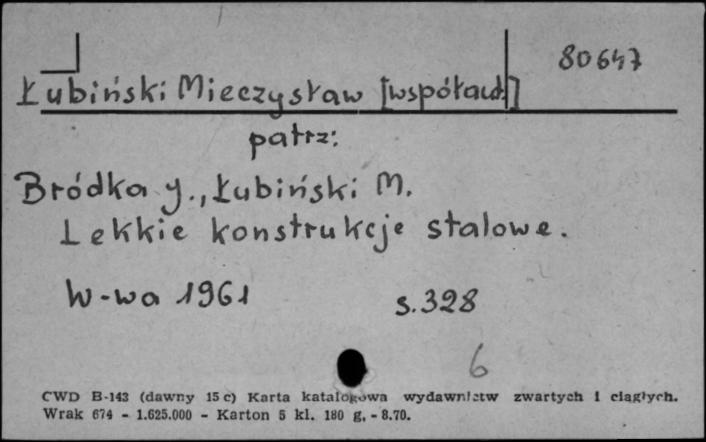 80647
Łubiński Mieczysław [współaut.]
patrz:
Bródka J., Łubiński M.
Lekkie konstrukcje stalowe.
W-wa 1961 s. 328
6
CWD B-143 (dawny 15 c) Karta katalogowa wydawnictw zwartych i ciągłych.
Wrak 674 - 1.625.000 - Karton 5 kl. 180 g. - 8.70.